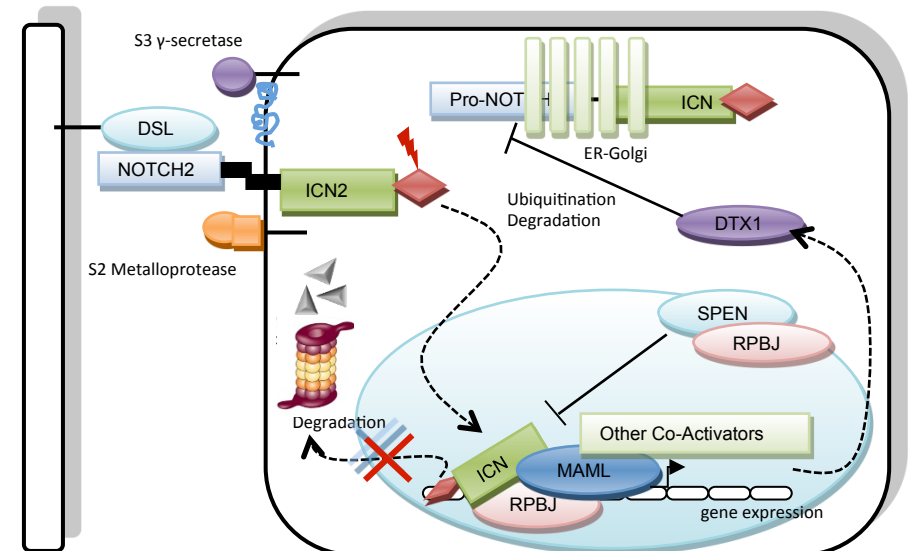 S3 γ-secretase
DSL
NOTCH2
ICN2
S2 Metalloprotease
Pro-NOT H
ICN
ER-Golgi
Ubiquitination
Degradation
DTX1
SPEN
RPBJ
Degradation
Other Co-Activators
ICN
MAML
RPBJ
gene expression